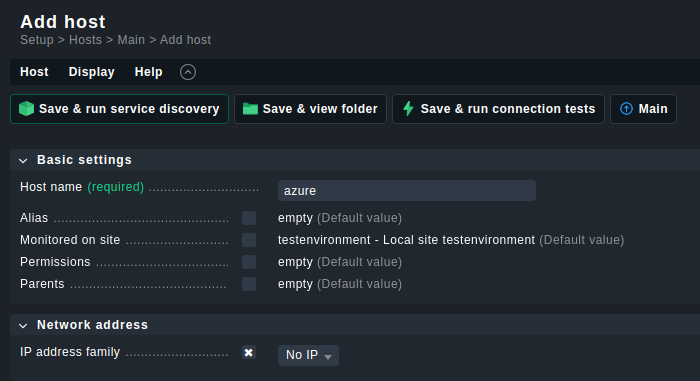 Add host
Setup > Hosts > Main > Add host
Host Display Help
Save & run service discovery Save & view folder Save & run connection tests Main
Basic settings
Host name (required) azure
Alias empty (Default value)
Monitored on site testenvironment - Local site testenvironment (Default value)
Permissions empty (Default value)
Parents empty (Default value)
Network address
IP address family No IP